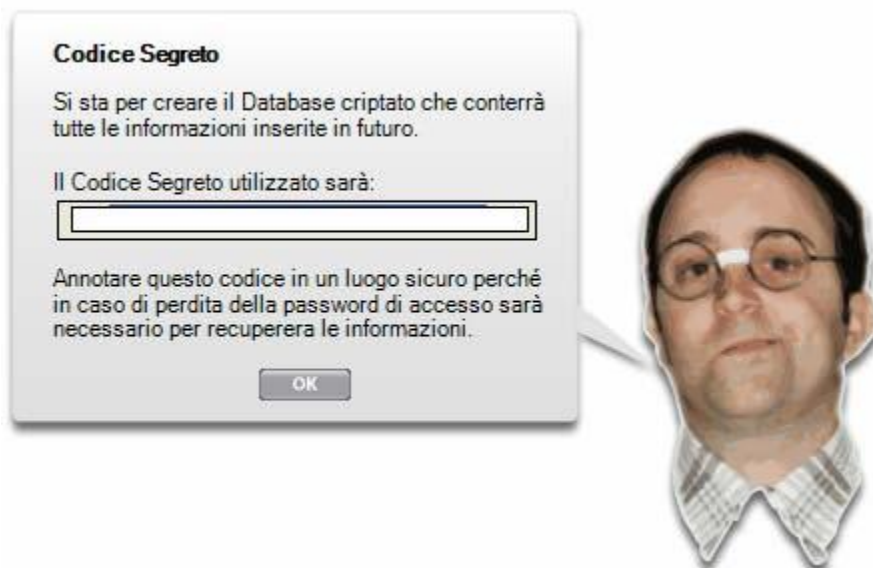 Codice Segreto
Si sta per creare il Database criptato che conterrà
tutte le informazioni inserite in futuro.
Il Codice Segreto utilizzato sarà:
Annotare questo codice in un luogo sicuro perché
in caso di perdita della password di accesso sarà
necessario per recuperera le informazioni.
OK